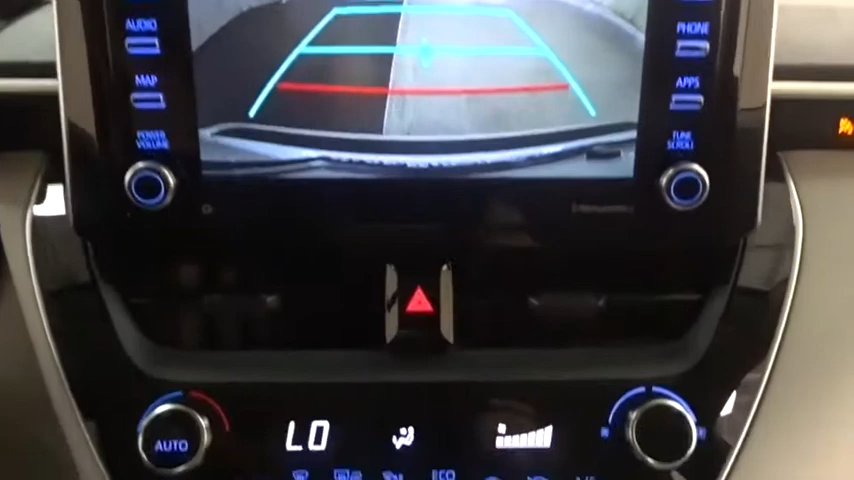 AUDIO
PHONE
MAP
APPS
POWER
VOLUME
TUNE
SCROLL
AUTO
LO
ECO